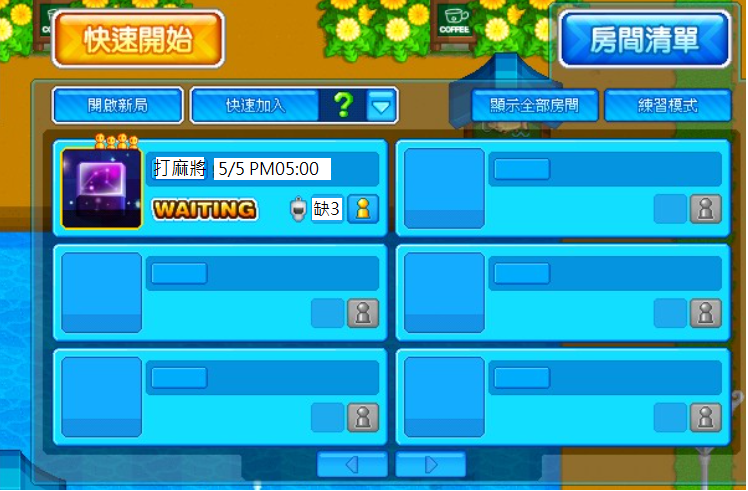 COFFEE
快速開始
房間清單
開啟新局
快速加入
?
顯示全部房間
練習模式
打麻將 5/5 PM05:00
WAITING
缺3